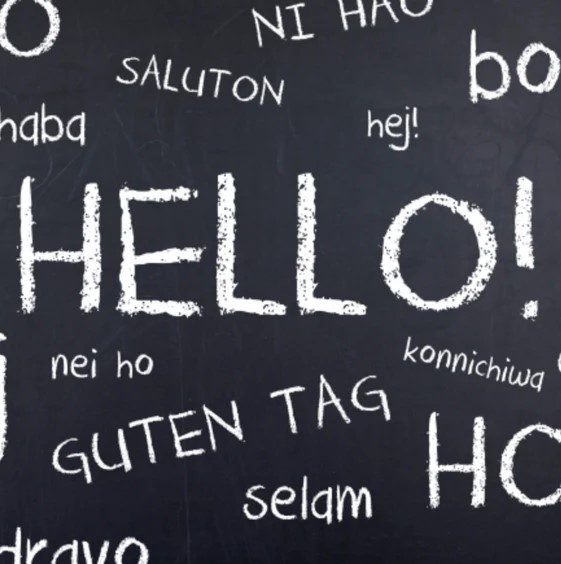 O
NI HAO
SALUTON
bo
haba
hej!
HELLO!
nei ho
konnichiwa
GUTEN TAG
HO
selam
dravo